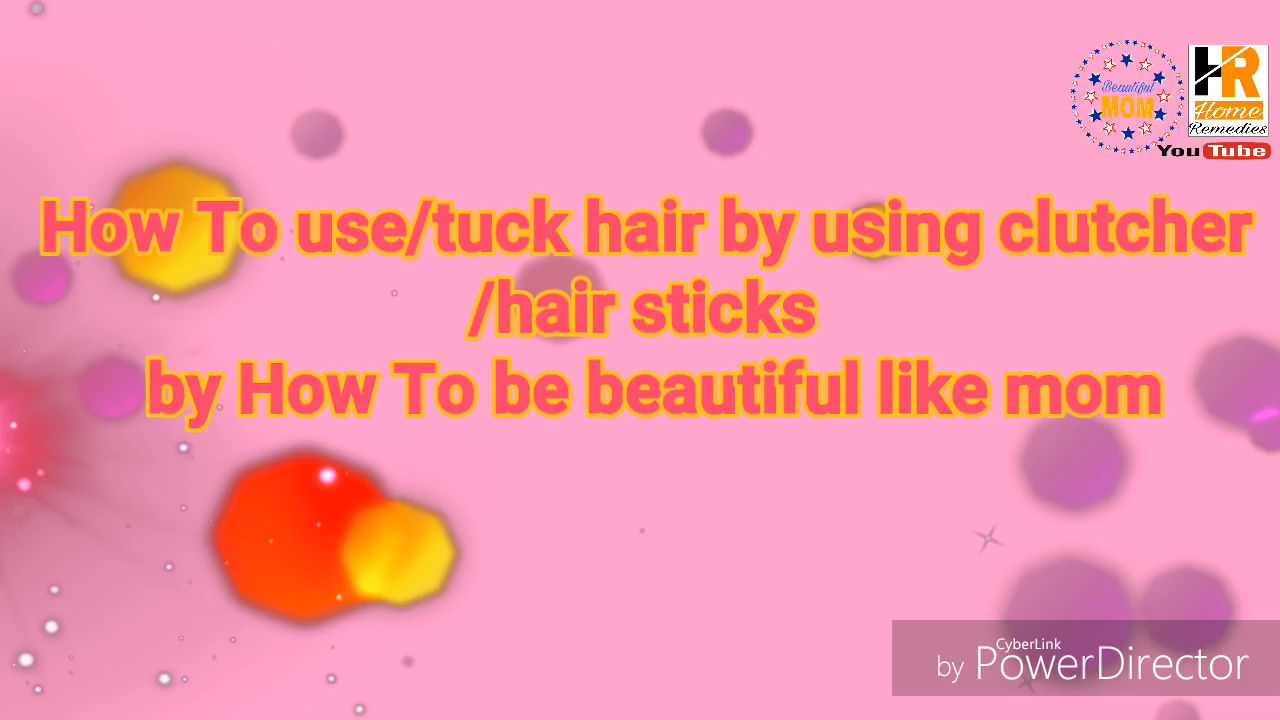 Beautiful
MOM
HR
Home
Remedies
YouTube
How To use/tuck hair by using clutcher
/hair sticks
by How To be beautiful like mom
CyberLink
by PowerDirector